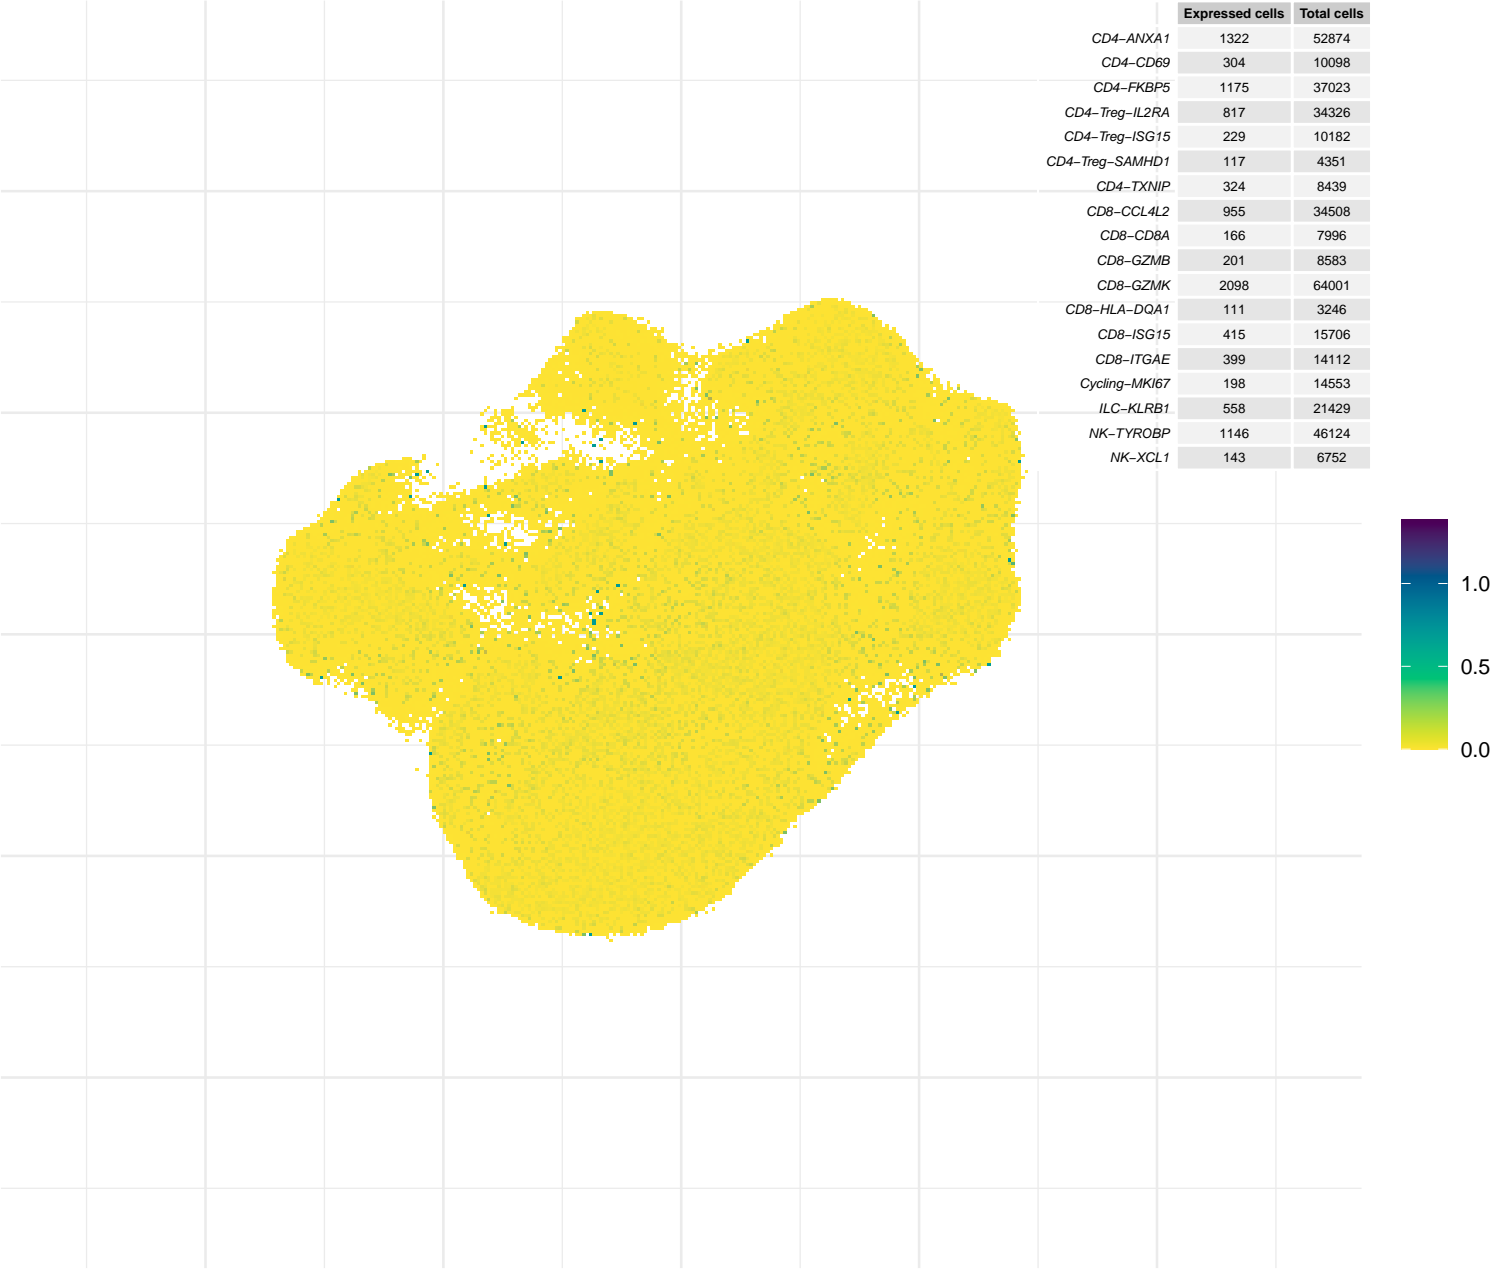 Expressed cells Total cells
CD4−ANXA1 1322 52874
CD4−CD69 304 10098
CD4−FKBP5 1175 37023
CD4−Treg−IL2RA 817 34326
CD4−Treg−ISG15 229 10182
CD4−Treg−SAMHD1 117 4351
CD4−TXNIP 324 8439
CD8−CCL4L2 955 34508
CD8−CD8A 166 7996
CD8−GZMB 201 8583
CD8−GZMK 2098 64001
CD8−HLA−DQA1 111 3246
CD8−ISG15 415 15706
CD8−ITGAE 399 14112
Cycling−MKI67 198 14553
ILC−KLRB1 558 21429
NK−TYROBP 1146 46124
NK−XCL1 143 6752
1.0
0.5
0.0